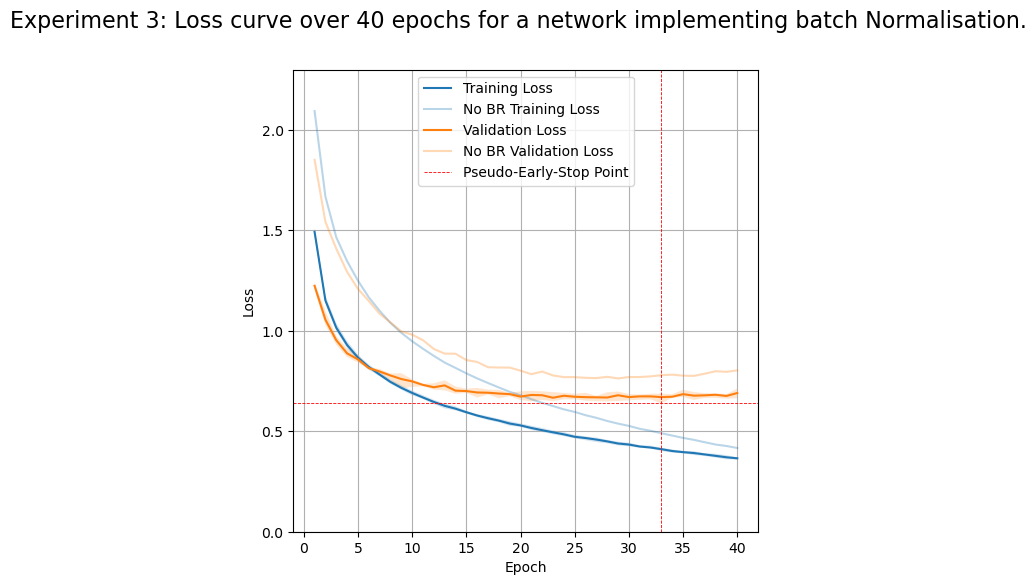 Experiment 3: Loss curve over 40 epochs for a network implementing batch Normalisation.
Training Loss
No BR Training Loss
Validation Loss
No BR Validation Loss
Pseudo-Early-Stop Point
2.0
1.5
1.0
0.5
0.0
Loss
0 5 10 15 20 25 30 35 40
Epoch